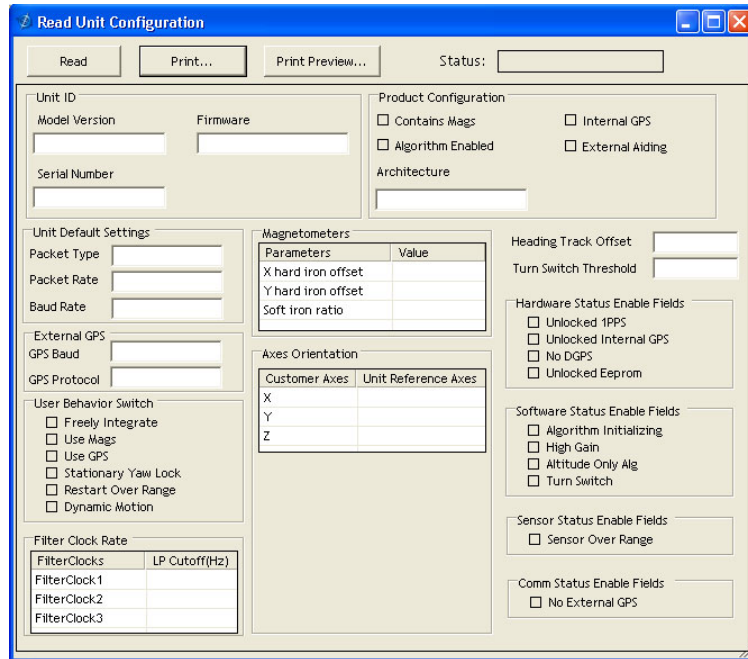 Read Unit Configuration
Read
Print...
Print Preview...
Status:
Unit ID
Model Version
Firmware
Serial Number
Product Configuration
Contains Mags
Internal GPS
Algorithm Enabled
External Aiding
Architecture
Unit Default Settings
Packet Type
Packet Rate
Baud Rate
External GPS
GPS Baud
GPS Protocol
User Behavior Switch
Freely Integrate
Use Mags
Use GPS
Stationary Yaw Lock
Restart Over Range
Dynamic Motion
Filter Clock Rate
FilterClocks LP Cutoff(Hz)
FilterClock1
FilterClock2
FilterClock3
Magnetometers
Parameters Value
X hard iron offset
Y hard iron offset
Soft iron ratio
Axes Orientation
Customer Axes Unit Reference Axes
X
Y
Z
Heading Track Offset
Turn Switch Threshold
Hardware Status Enable Fields
Unlocked 1PPS
Unlocked Internal GPS
No DGPS
Unlocked Eeprom
Software Status Enable Fields
Algorithm Initializing
High Gain
Altitude Only Alg
Turn Switch
Sensor Status Enable Fields
Sensor Over Range
Comm Status Enable Fields
No External GPS